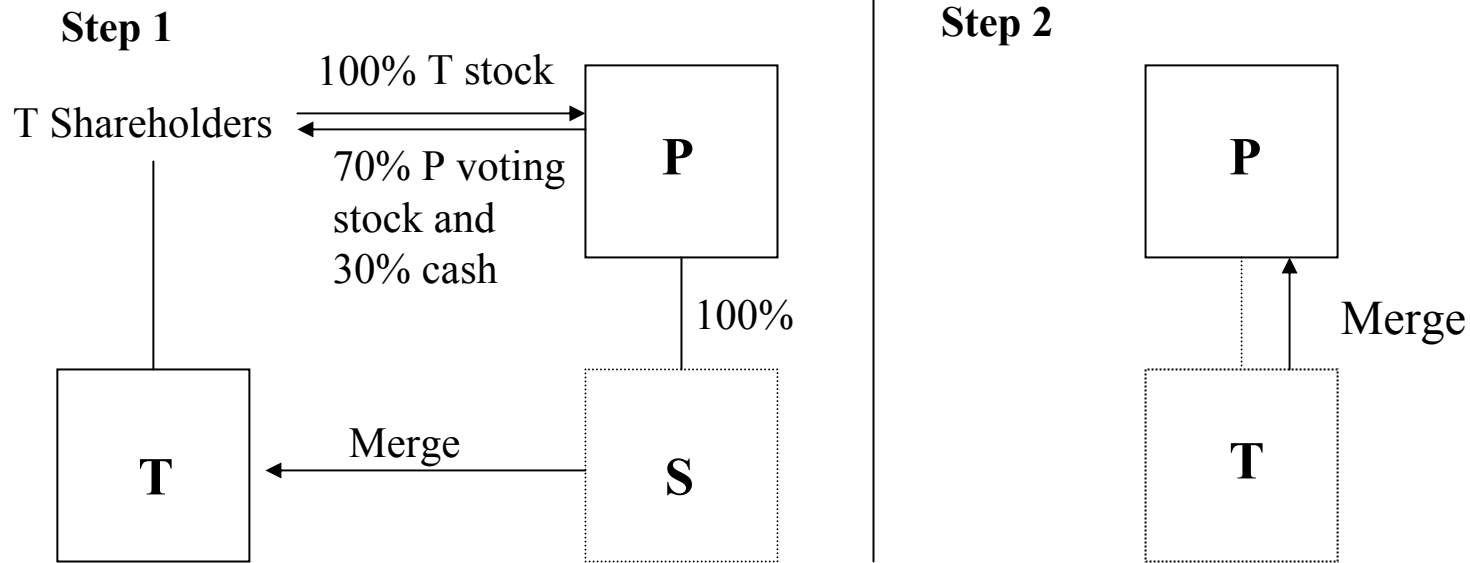 Step 1
100% T stock
T Shareholders
P
70% P voting
stock and
30% cash
100%
T
Merge
S
Step 2
P
Merge
T